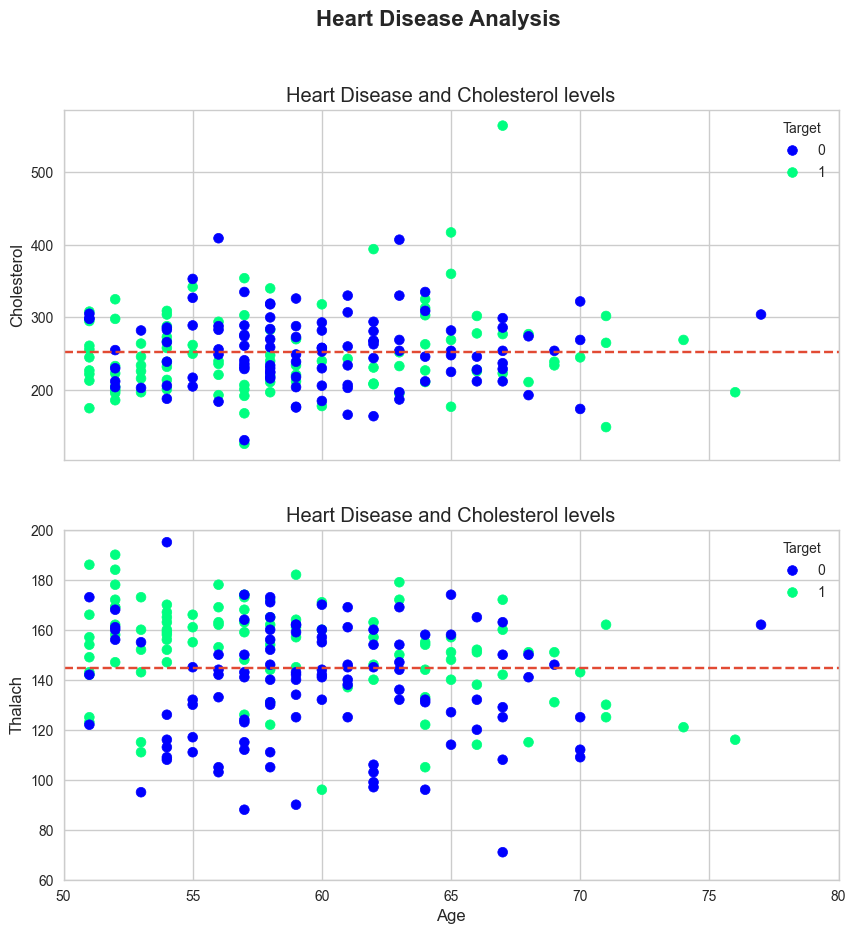 Heart Disease Analysis
Heart Disease and Cholesterol levels
Cholesterol
500
400
300
200
Target
0
1
Heart Disease and Cholesterol levels
Thalach
200
180
160
140
120
100
80
60
Target
0
1
50 55 60 65 70 75 80
Age